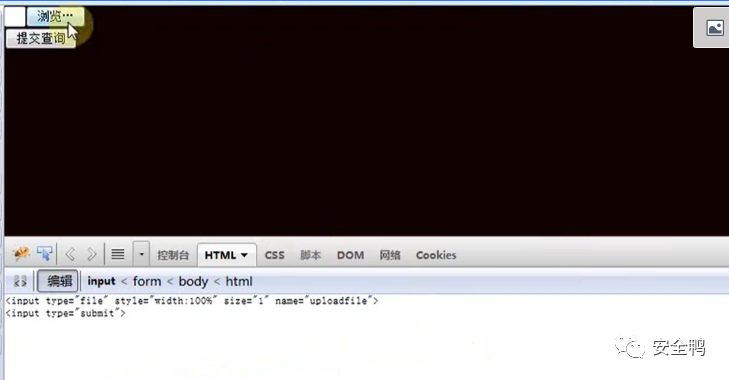 浏览…
提交查询
控制台 HTML CSS 脚本 DOM 网络 Cookies
编辑 input < form < body < html
<input type="file" style="width:100%" size="1" name="uploadfile">
<input type="submit">
安全鸭